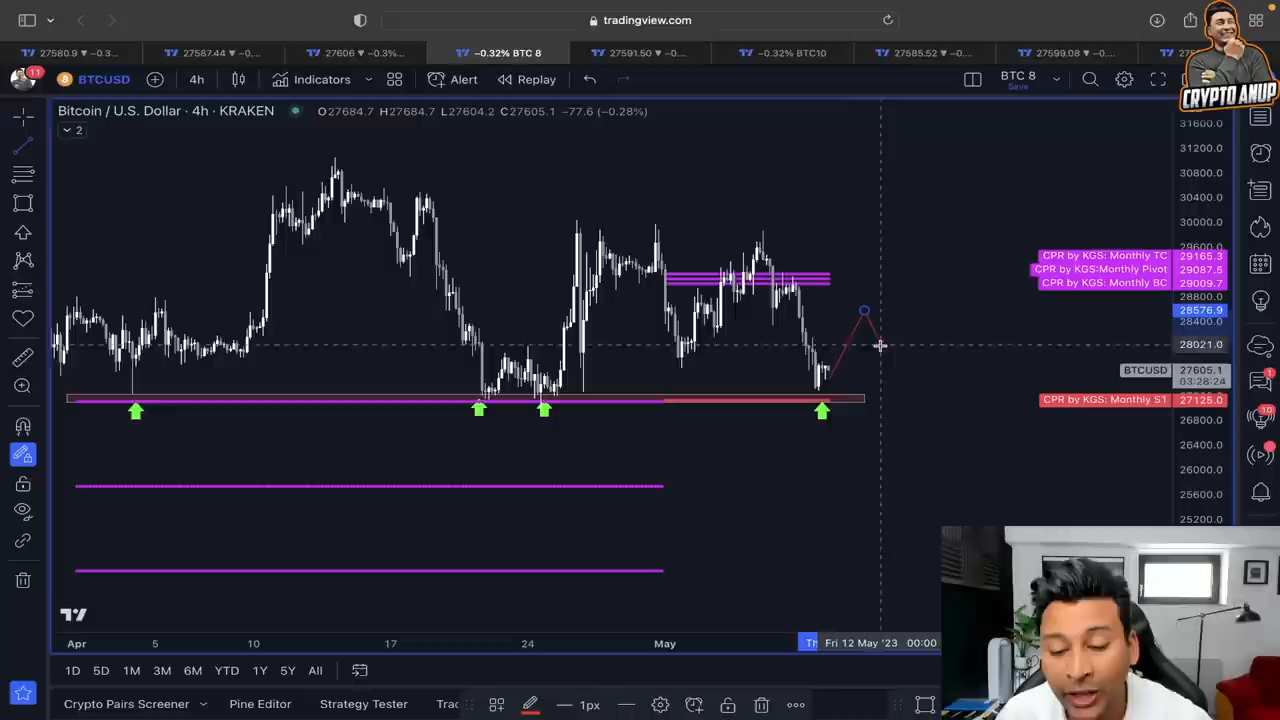 tradingview.com
27580.9 ▼ −0.3...
27587.44 ▼ −0,...
27606 ▼ −0.3%...
−0.32% BTC 8
27591.50 ▼ −0....
−0.32% BTC10
27585.52 ▼ −0....
27599.08 ▼ −0....
11
BTCUSD
4h
Indicators
Alert
Replay
BTC 8
Save
CRYPTO ANUP
Bitcoin / U.S. Dollar · 4h · KRAKEN
O27684.7 H27684.7 L27604.2 C27605.1 −77.6 (−0.28%)
2
31600.0
31200.0
30800.0
30400.0
30000.0
29600.0
CPR by KGS: Monthly TC 29165.3
CPR by KGS:Monthly Pivot 29087.5
CPR by KGS: Monthly BC 29009.7
28800.0
28576.9
28400.0
28021.0
BTCUSD 27605.1
03:28:24
CPR by KGS: Monthly S1 27125.0
26800.0
26400.0
26000.0
25600.0
25200.0
1
10
Apr 5 10 17 24 May Fri 12 May '23 00:00
1D 5D 1M 3M 6M YTD 1Y 5Y All
Crypto Pairs Screener Pine Editor Strategy Tester 1px